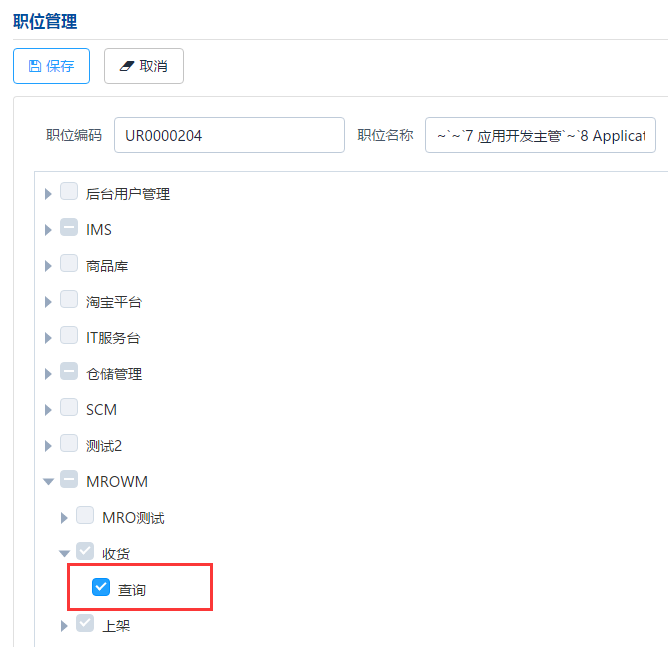 职位管理
保存 取消
职位编码 UR0000204 职位名称 ~`~`7 应用开发主管`~`8 Applicat
后台用户管理
IMS
商品库
淘宝平台
IT服务台
仓储管理
SCM
测试2
MROWM
MRO测试
收货
查询
上架